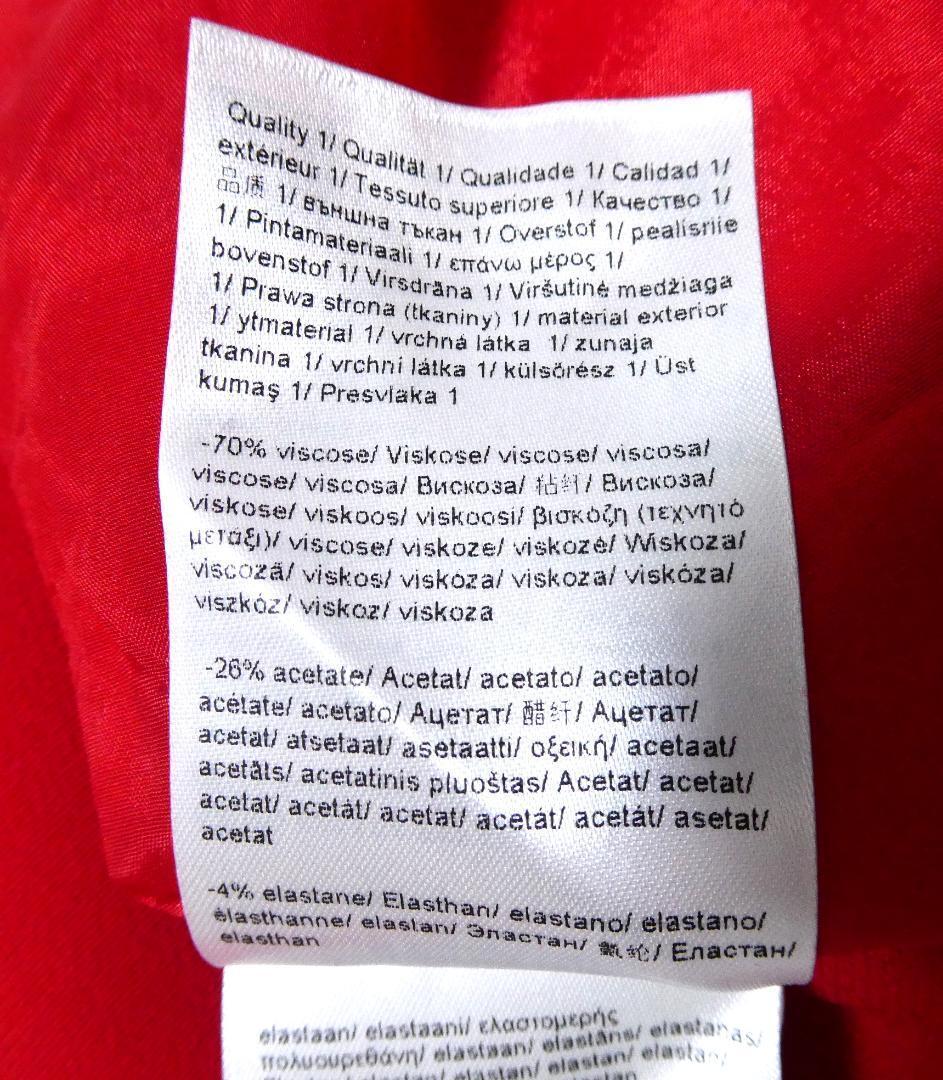 Quality 1/ Qualität 1/ Qualidade 1/ Calidad 1/
extérieur 1/ Tessuto superiore 1/ Качество 1/
品质 1/ външна тъкан 1/ Overstof 1/ pealisriie
1/ Pintamateriaali 1/ επάνω μέρος 1/
bovenstof 1/ Virsdrāna 1/ Viršutinė medžiaga
1/ Prawa strona (tkaniny) 1/ material exterior
1/ ytmaterial 1/ vrchná látka 1/ zunaja
tkanina 1/ vrchní látka 1/ külsőrész 1/ Üst
kumaş 1/ Presvlaka 1
-70% viscose/ Viskose/ viscose/ viscosa/
viscose/ viscosa/ Вискоза/ 粘纤/ Вискоза/
viskose/ viskoos/ viskoosi/ βισκόζη (τεχνητό
μετάξι)/ viscose/ viskoze/ viskozė/ Wiskoza/
viscoză/ viskos/ viskóza/ viskoza/ viskóza/
viszkóz/ viskoz/ viskoza
-26% acetate/ Acetat/ acetato/ acetato/
acétate/ acetato/ Ацетат/ 醋纤/ Ацетат/
acetat/ atsetaat/ asetaatti/ οξεική/ acetaat/
acetāts/ acetatinis pluoštas/ Acetat/ acetat/
acetat/ acetát/ acetat/ acetát/ acetát/ asetat/
acetat
-4% elastane/ Elasthan/ elastano/ elastano/
élasthanne/ elastan/ Эластан/ 氨纶/ Еластан/
elasthan
elastaan/ elastaani/ ελαστομερής
πολυουρεθάνη/ elastaan/ elastāns/ elastanas/
elastan/ elastan/ elastan/